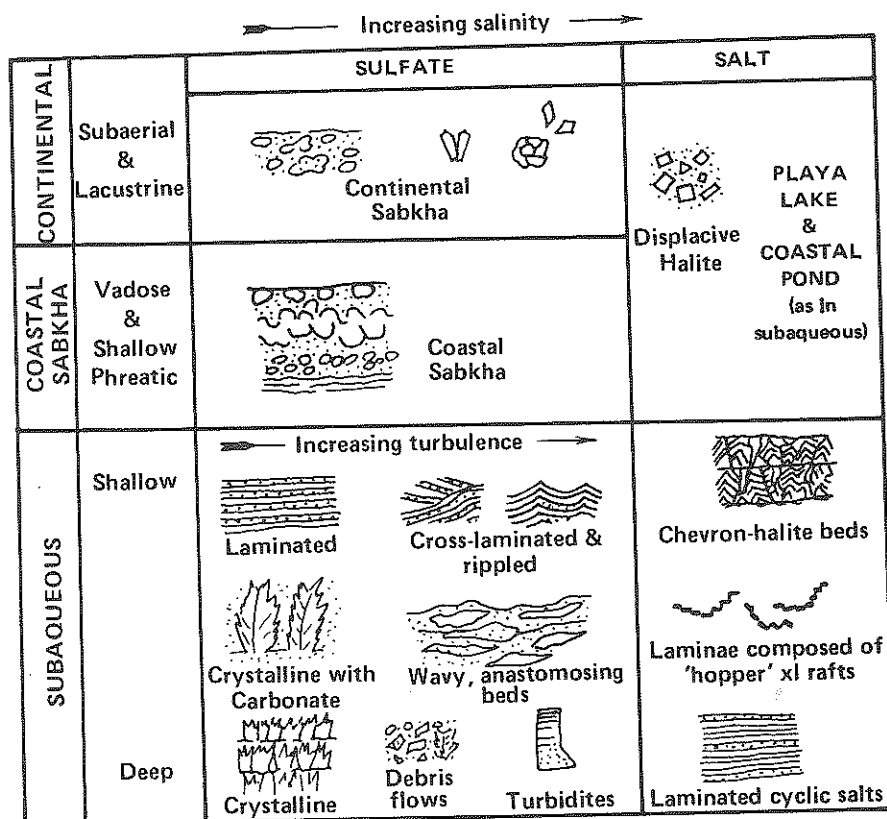 Increasing salinity
SULFATE
SALT
CONTINENTAL
Subaerial
&
Lacustrine
Continental
Sabkha
Displacive
Halite
PLAYA
LAKE
&
COASTAL
POND
(as in
subaqueous)
COASTAL
SABKHA
Vadose
&
Shallow
Phreatic
Coastal
Sabkha
SUBAQUEOUS
Increasing turbulence
Shallow
Laminated
Cross-laminated &
rippled
Chevron-halite beds
Crystalline with
Carbonate
Wavy, anastomosing
beds
Laminae composed of
'hopper' xl rafts
Deep
Crystalline
Debris
flows
Turbidites
Laminated cyclic salts